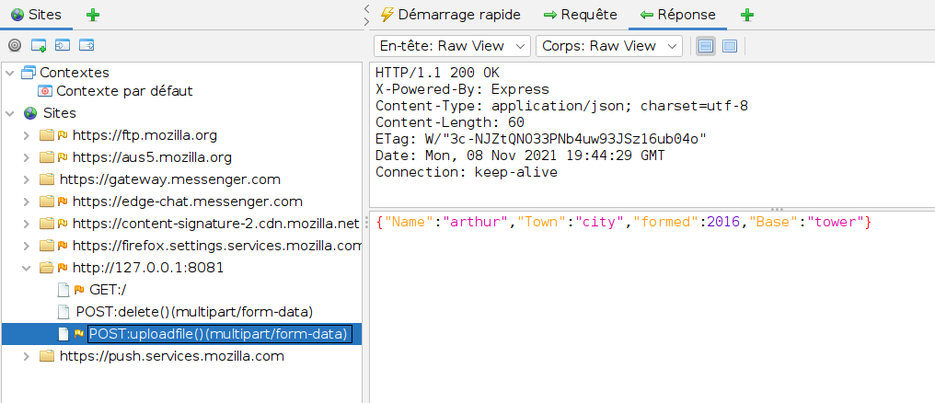 Sites
Démarrage rapide
Requête
Réponse
En-tête: Raw View
Corps: Raw View
Contextes
Contexte par défaut
Sites
https://ftp.mozilla.org
https://aus5.mozilla.org
https://gateway.messenger.com
https://edge-chat.messenger.com
https://content-signature-2.cdn.mozilla.net
https://firefox.settings.services.mozilla.com
http://127.0.0.1:8081
GET:/
POST:delete()(multipart/form-data)
POST:uploadfile()(multipart/form-data)
https://push.services.mozilla.com
HTTP/1.1 200 OK
X-Powered-By: Express
Content-Type: application/json; charset=utf-8
Content-Length: 60
ETag: W/"3c-NJZtQNO33PNb4uw93JSz16ub04o"
Date: Mon, 08 Nov 2021 19:44:29 GMT
Connection: keep-alive
{"Name":"arthur","Town":"city","formed":2016,"Base":"tower"}